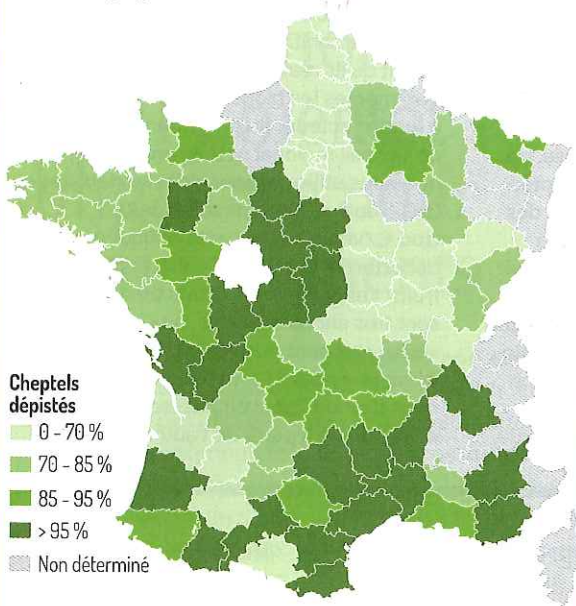 Cheptels
dépistés
0 - 70 %
70 - 85 %
85 - 95 %
> 95 %
Non déterminé